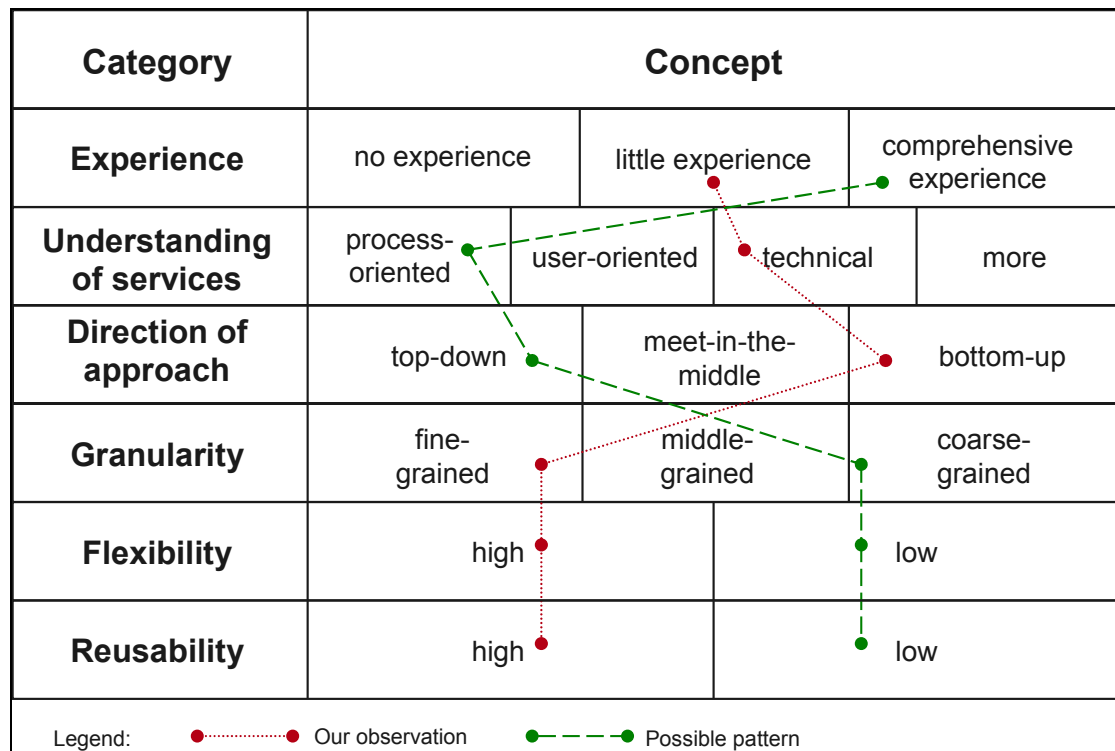 Category
Concept
Experience
no experience
little experience
comprehensive
experience
Understanding
of services
process-
oriented
user-oriented
technical
more
Direction of
approach
top-down
meet-in-the-
middle
bottom-up
Granularity
fine-
grained
middle-
grained
coarse-
grained
Flexibility
high
low
Reusability
high
low
Legend:
Our observation
Possible pattern